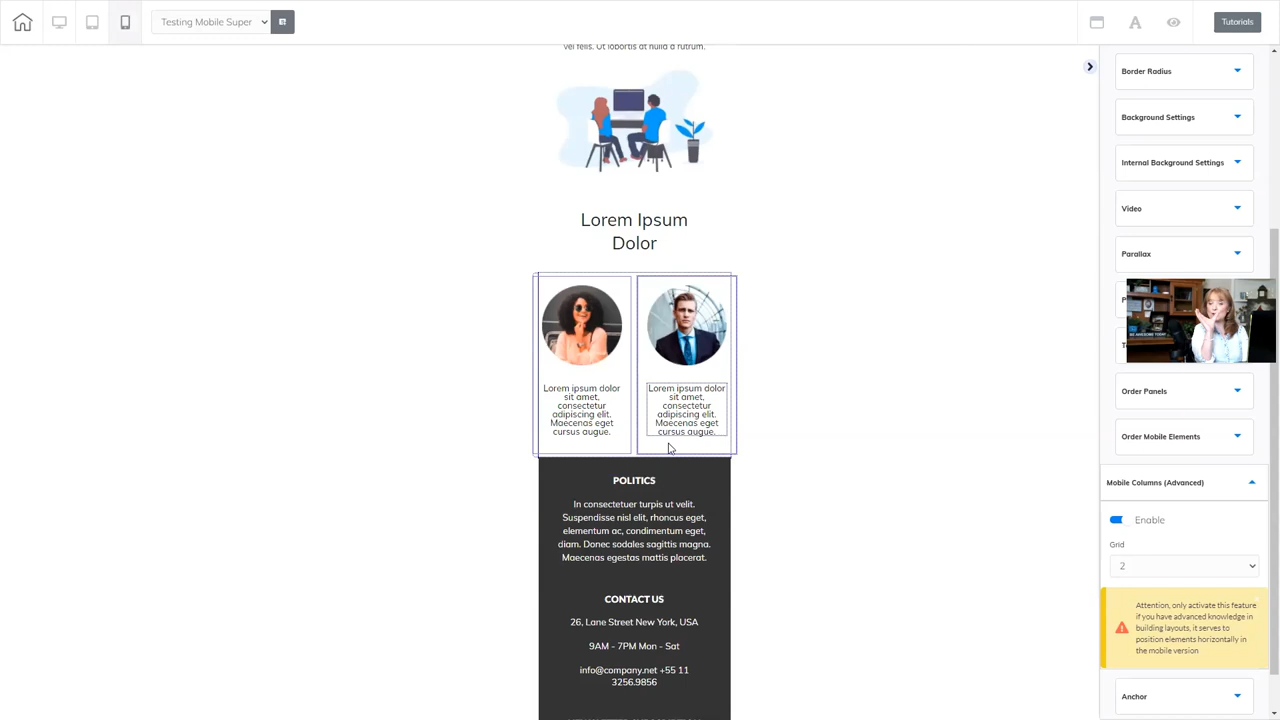 Testing Mobile Super
A
Tutorials
vel felis. Ut lobortis at nulla a rutrum.
Lorem Ipsum
Dolor
Lorem ipsum dolor
sit amet,
consectetur
adipiscing elit.
Maecenas eget
cursus augue.
Lorem ipsum dolor
sit amet,
consectetur
adipiscing elit.
Maecenas eget
cursus augue.
POLITICS
In consectetuer turpis ut velit.
Suspendisse nisl elit, rhoncus eget,
elementum ac, condimentum eget,
diam. Donec sodales sagittis magna.
Maecenas egestas mattis placerat.
CONTACT US
26, Lane Street New York, USA
9AM - 7PM Mon - Sat
info@company.net +55 11
3256.9856
Border Radius
Background Settings
Internal Background Settings
Video
Parallax
Order Panels
Order Mobile Elements
Mobile Columns (Advanced)
Enable
Grid
2
Attention, only activate this feature
if you have advanced knowledge in
building layouts, it serves to
position elements horizontally in
the mobile version
Anchor